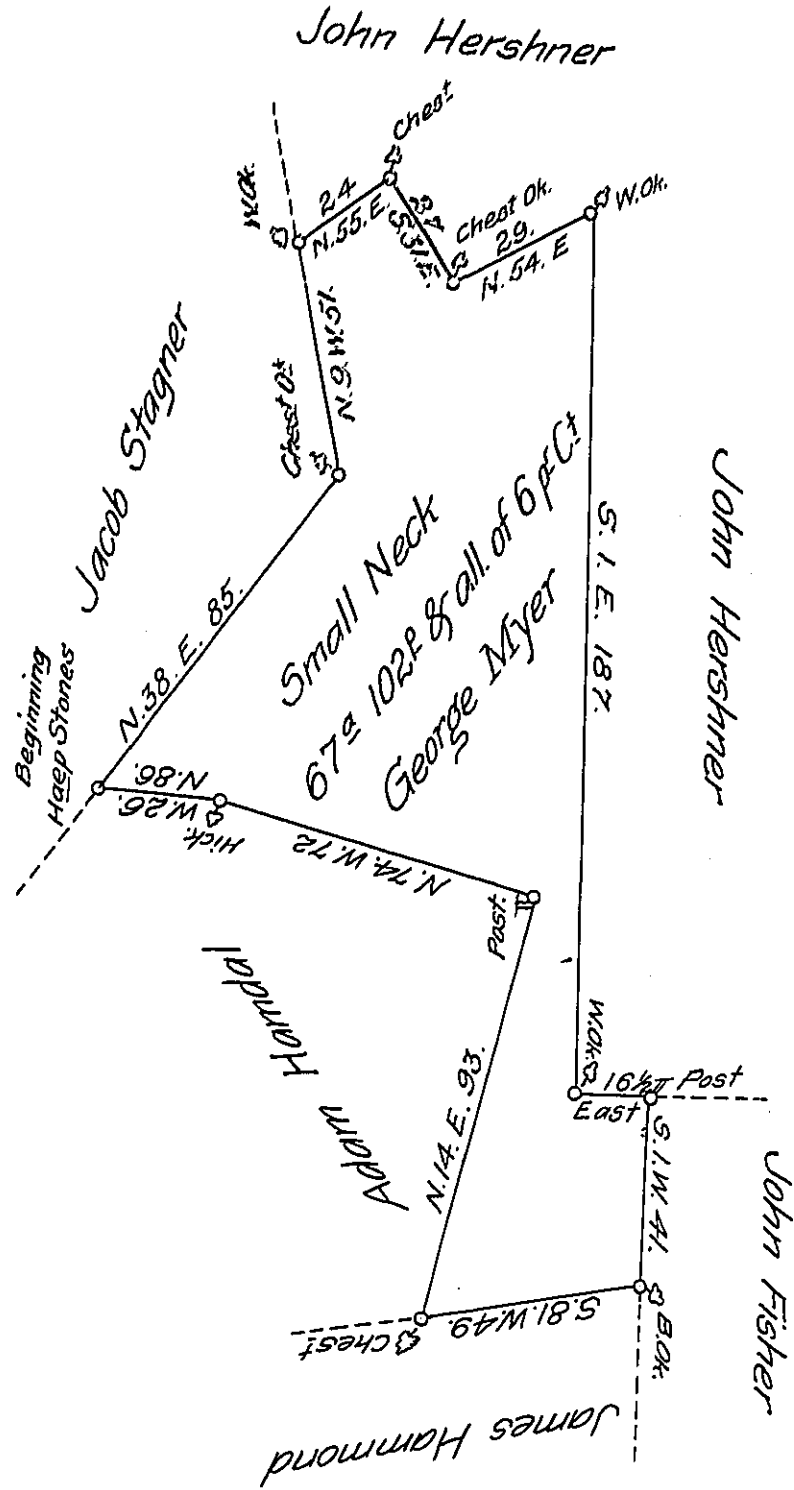 John Hershner
Chest
W.Ok.
24
N.55.E.
Chest Ok.
W.Ok.
29.
N.54.E
N.9.W.51.
Chest Ot
Jacob Stagner
John Hershner
S.1.E. 187.
Small Neck
67ª 102P & all. of 6 pr Ct
George Myer
N.38.E. 85.
Beginning
Haep Stones
N.86.
W.26.
Hick.
N.74.W.72
Post.
Adam Hamdal
N.14.E. 93.
W.Ok.
16½
Post
East
S.1.W. 41.
John Fisher
B.Ok.
S.81.W.49.
Chest
James Hammond